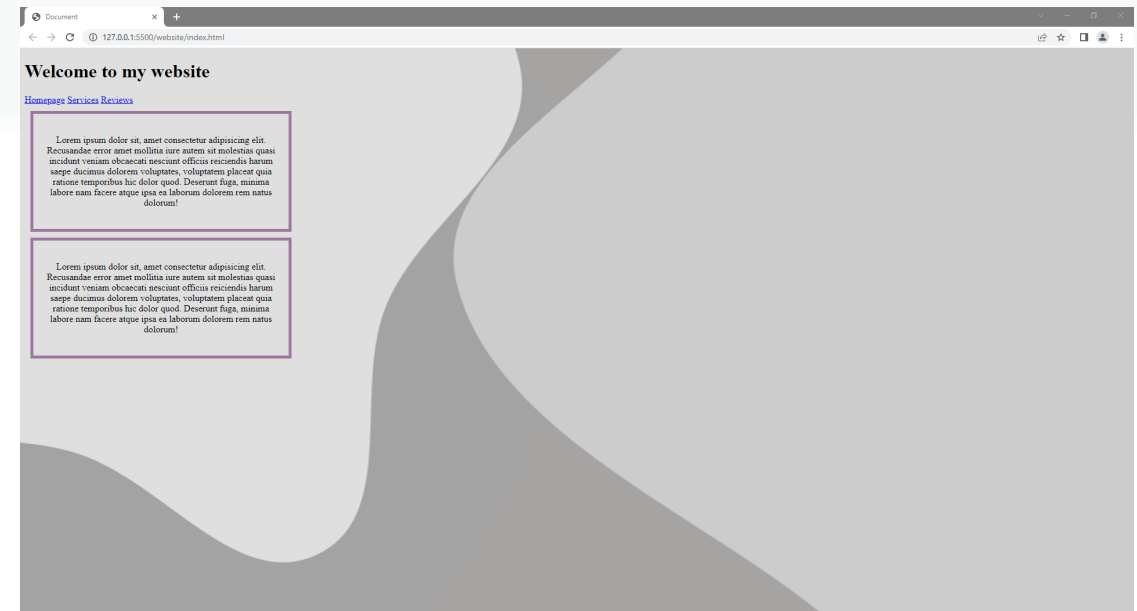 Document
127.0.0.1:5500/website/index.html
Welcome to my website
Homepage Services Reviews
Lorem ipsum dolor sit, amet consectetur adipisicing elit.
Recusandae error amet mollitia iure autem sit molestias quasi
incidunt veniam obcaecati nesciunt officiis reiciendis harum
saepe ducimus dolorem voluptates, voluptatem placeat quia
ratione temporibus hic dolor quod. Deserunt fuga, minima
labore nam facere atque ipsa ea laborum dolorem rem natus
dolorum!
Lorem ipsum dolor sit, amet consectetur adipisicing elit.
Recusandae error amet mollitia iure autem sit molestias quasi
incidunt veniam obcaecati nesciunt officiis reiciendis harum
saepe ducimus dolorem voluptates, voluptatem placeat quia
ratione temporibus hic dolor quod. Deserunt fuga, minima
labore nam facere atque ipsa ea laborum dolorem rem natus
dolorum!